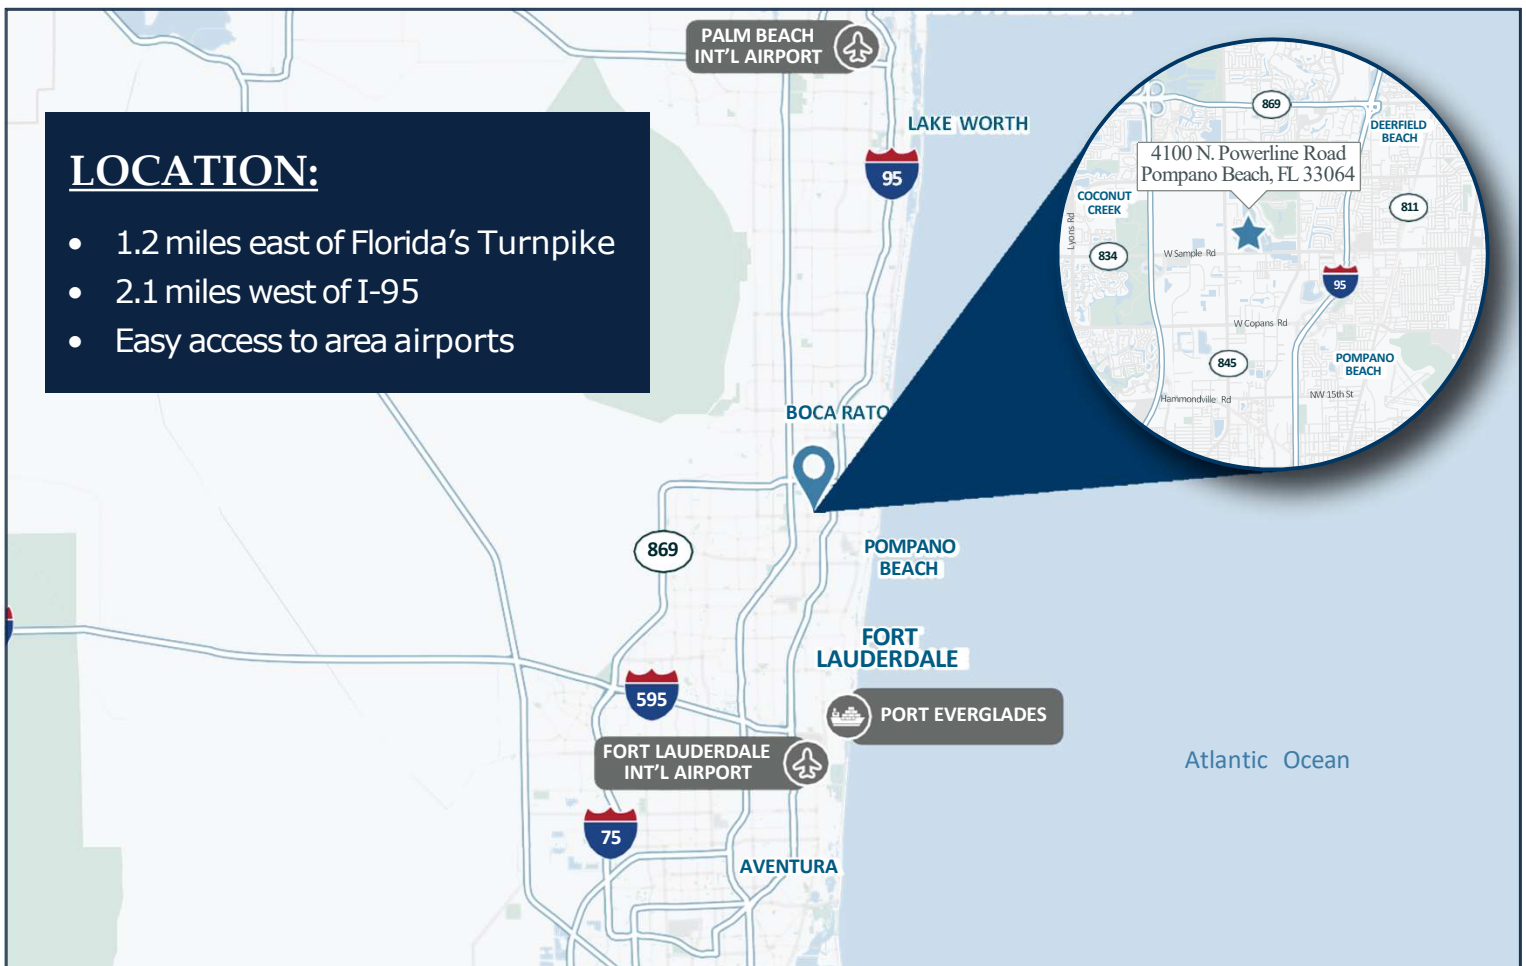 PALM BEACH
INT'L AIRPORT
LAKE WORTH
95
LOCATION:
• 1.2 miles east of Florida's Turnpike
• 2.1 miles west of I-95
• Easy access to area airports
869
DEERFIELD
BEACH
4100 N. Powerline Road
Pompano Beach, FL 33064
COCONUT
CREEK
811
Lyons Rd
834
W Sample Rd
95
W Copans Rd
845
POMPANO
BEACH
Hammondville Rd
NW 15th St
BOCA RATO
869
POMPANO
BEACH
FORT
LAUDERDALE
595
PORT EVERGLADES
FORT LAUDERDALE
INT'L AIRPORT
Atlantic Ocean
75
AVENTURA